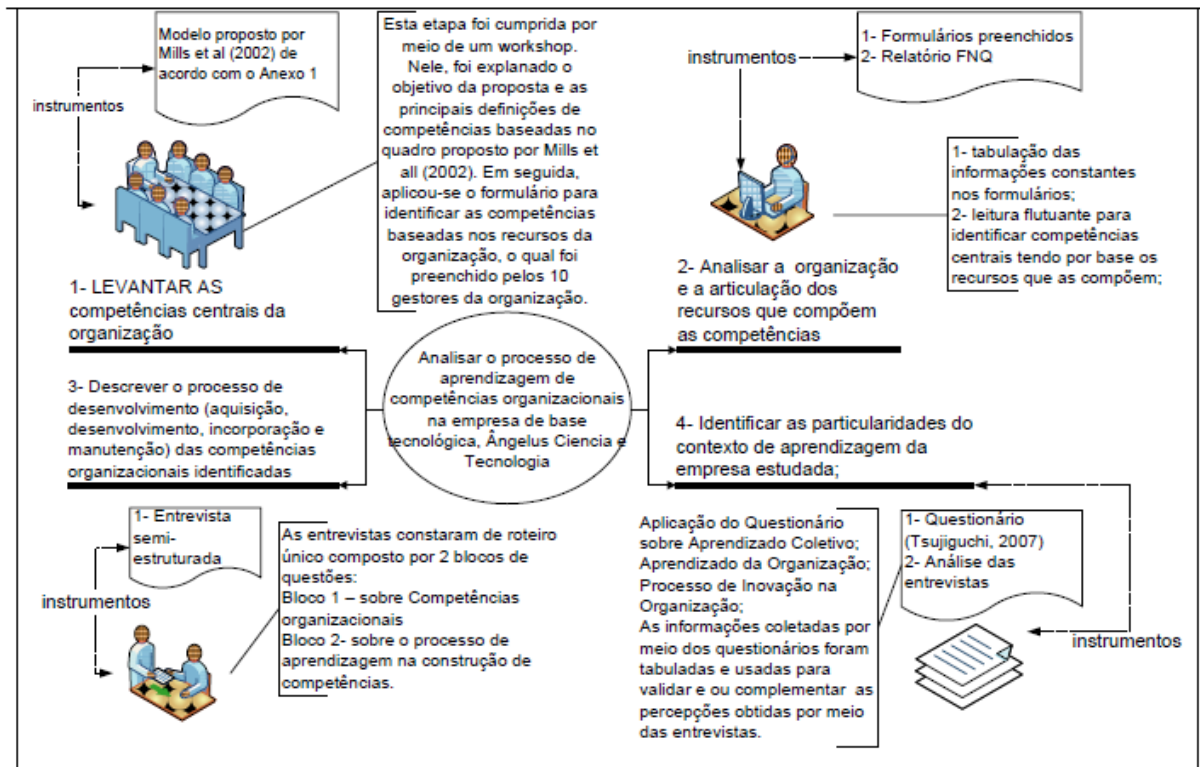 Modelo proposto por
Mills et al (2002) de
acordo com o Anexo 1
instrumentos
Esta etapa foi cumprida por
meio de um workshop.
Nele, foi explanado o
objetivo da proposta e as
principais definições de
competências baseadas no
quadro proposto por Mills et
all (2002). Em seguida,
aplicou-se o formulário para
identificar as competências
baseadas nos recursos da
organização, o qual foi
preenchido pelos 10
gestores da organização.
1- LEVANTAR AS
competências centrais da
organização
instrumentos
1- Formulários preenchidos
2- Relatório FNQ
1- tabulação das
informações constantes
nos formulários;
2- leitura flutuante para
identificar competências
centrais tendo por base os
recursos que as compõem;
2- Analisar a organização
e a articulação dos
recursos que compõem
as competências
Analisar o processo de
aprendizagem de
competências organizacionais
na empresa de base
tecnológica, Ângelus Ciencia e
Tecnologia
3- Descrever o processo de
desenvolvimento (aquisição,
desenvolvimento, incorporação e
manutenção) das competências
organizacionais identificadas
4- Identificar as particularidades do
contexto de aprendizagem da
empresa estudada;
1- Entrevista
semi-
estruturada
instrumentos
As entrevistas constaram de roteiro
único composto por 2 blocos de
questões:
Bloco 1 – sobre Competências
organizacionais
Bloco 2- sobre o processo de
aprendizagem na construção de
competências.
Aplicação do Questionário
sobre Aprendizado Coletivo;
Aprendizado da Organização;
Processo de Inovação na
Organização;
As informações coletadas por
meio dos questionários foram
tabuladas e usadas para
validar e ou complementar as
percepções obtidas por meio
das entrevistas.
1- Questionário
(Tsujiguchi, 2007)
2- Análise das
entrevistas
instrumentos